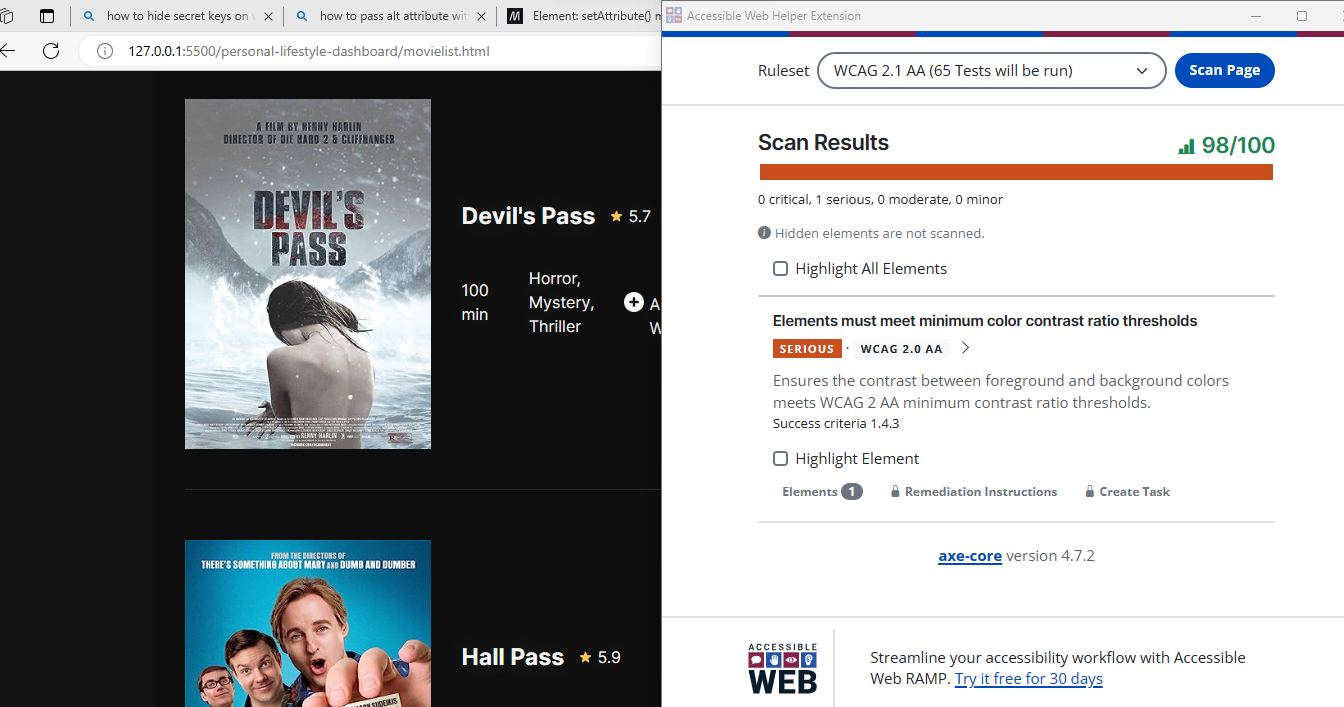 how to hide secret keys on
how to pass alt attribute wit
Element: setAttribute() m
127.0.0.1:5500/personal-lifestyle-dashboard/movielist.html
A FILM BY RENNY HARLIN
DIRECTOR OF DIE HARD 2 & CLIFFHANGER
DEVIL'S
PASS
Devil's Pass
5.7
100
min
Horror,
Mystery,
Thriller
A
W
FROM THE DIRECTORS OF
THERE'S SOMETHING ABOUT MARY AND DUMB AND DUMBER
Hall Pass
5.9
Accessible Web Helper Extension
Ruleset
WCAG 2.1 AA (65 Tests will be run)
Scan Page
Scan Results
98/100
0 critical, 1 serious, 0 moderate, 0 minor
Hidden elements are not scanned.
Highlight All Elements
Elements must meet minimum color contrast ratio thresholds
SERIOUS · WCAG 2.0 AA
Ensures the contrast between foreground and background colors
meets WCAG 2 AA minimum contrast ratio thresholds.
Success criteria 1.4.3
Highlight Element
Elements 1
Remediation Instructions
Create Task
axe-core version 4.7.2
ACCESSIBLE
WEB
Streamline your accessibility workflow with Accessible
Web RAMP. Try it free for 30 days